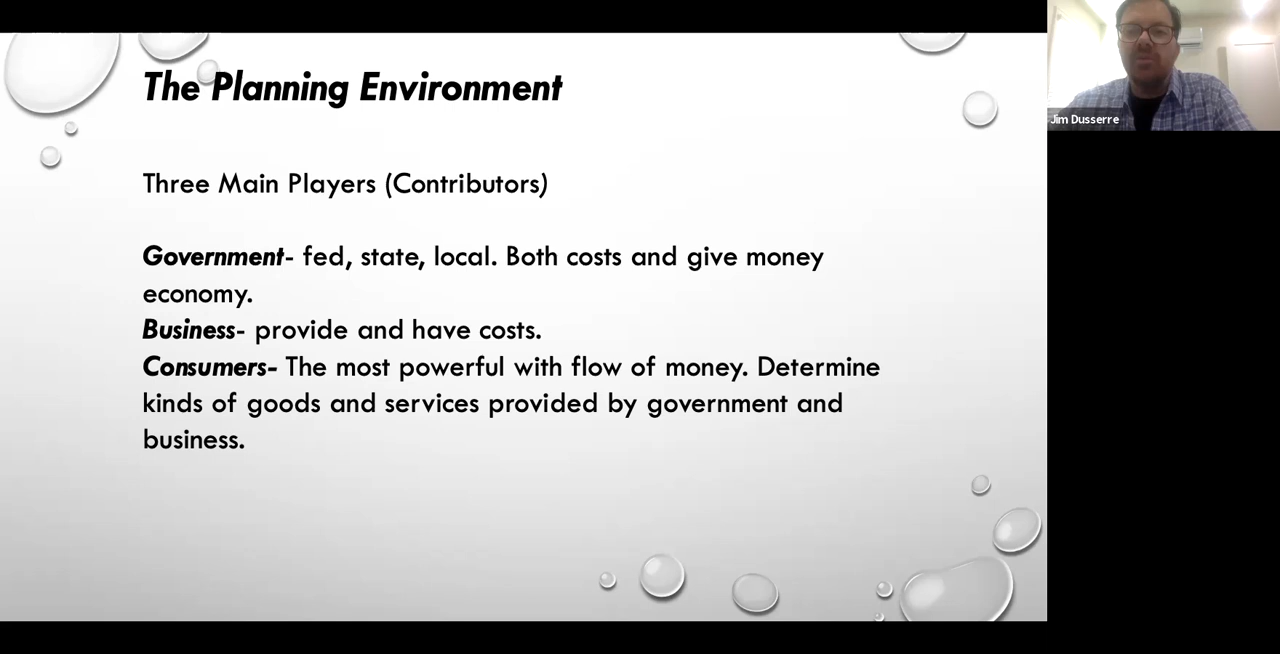 The Planning Environment
Three Main Players (Contributors)
Government- fed, state, local. Both costs and give money
economy.
Business- provide and have costs.
Consumers- The most powerful with flow of money. Determine
kinds of goods and services provided by government and
business.
Jim Dusserre